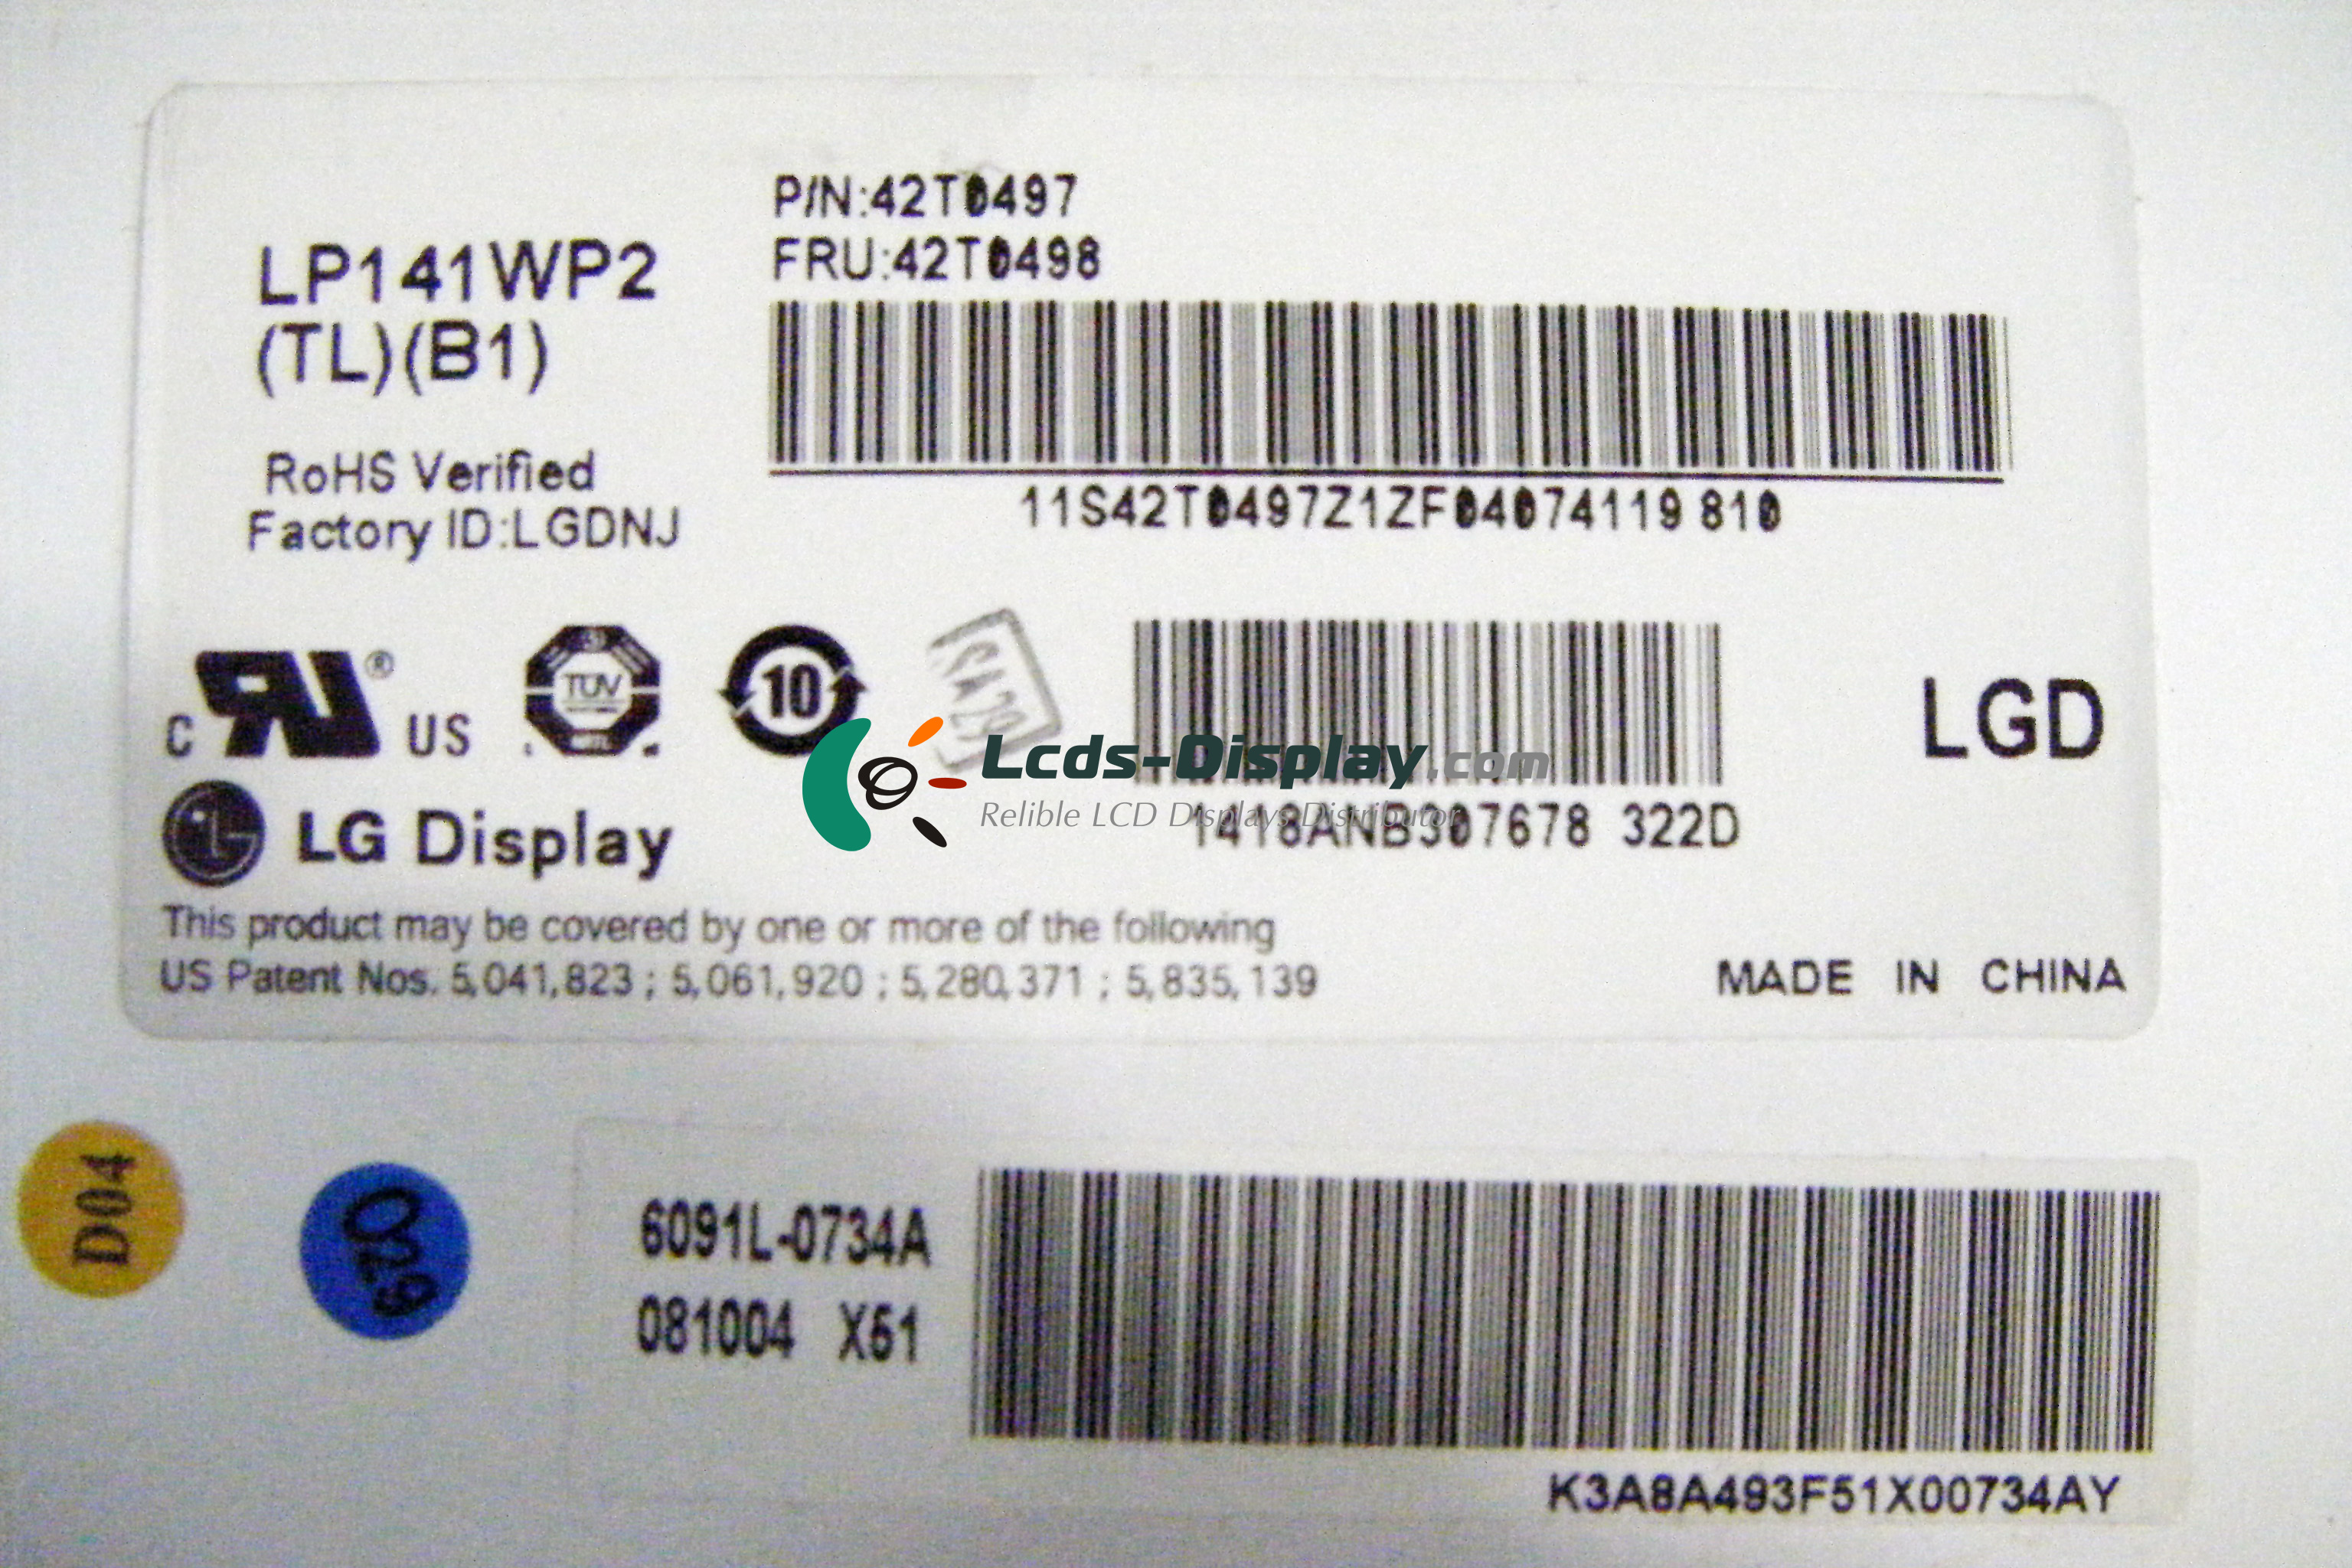 P/N:42T0497
FRU:42T0498
LP141WP2
(TL)(B1)
RoHS Verified
Factory ID:LGDNJ
11S42T0497Z1ZF04074119 810
C US ®
TUV
10
SA29
LGD
Lcds-Display.com
Relible LCD Displays Distributor
1418ANB307678 322D
LG Display
This product may be covered by one or more of the following
US Patent Nos. 5,041,823 ; 5,061,920 ; 5,280,371 ; 5,835,139
MADE IN CHINA
D04
029
6091L-0734A
081004 X51
K3A8A493F51X00734AY